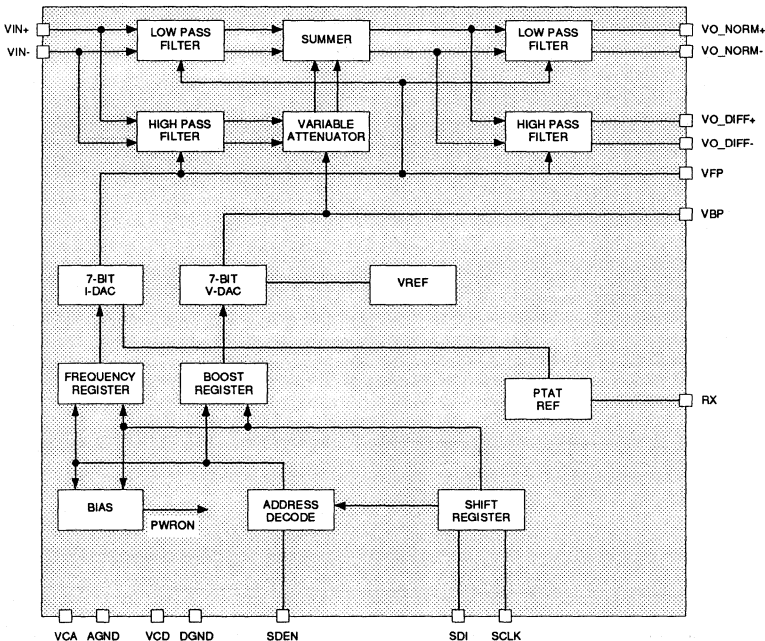 VIN+
VIN-
LOW PASS
FILTER
SUMMER
LOW PASS
FILTER
VO_NORM+
VO_NORM-
HIGH PASS
FILTER
VARIABLE
ATTENUATOR
HIGH PASS
FILTER
VO_DIFF+
VO_DIFF-
VFP
VBP
7-BIT
I-DAC
7-BIT
V-DAC
VREF
FREQUENCY
REGISTER
BOOST
REGISTER
PTAT
REF
RX
BIAS
PWRON
ADDRESS
DECODE
SHIFT
REGISTER
VCA
AGND
VCD
DGND
SDEN
SDI
SCLK